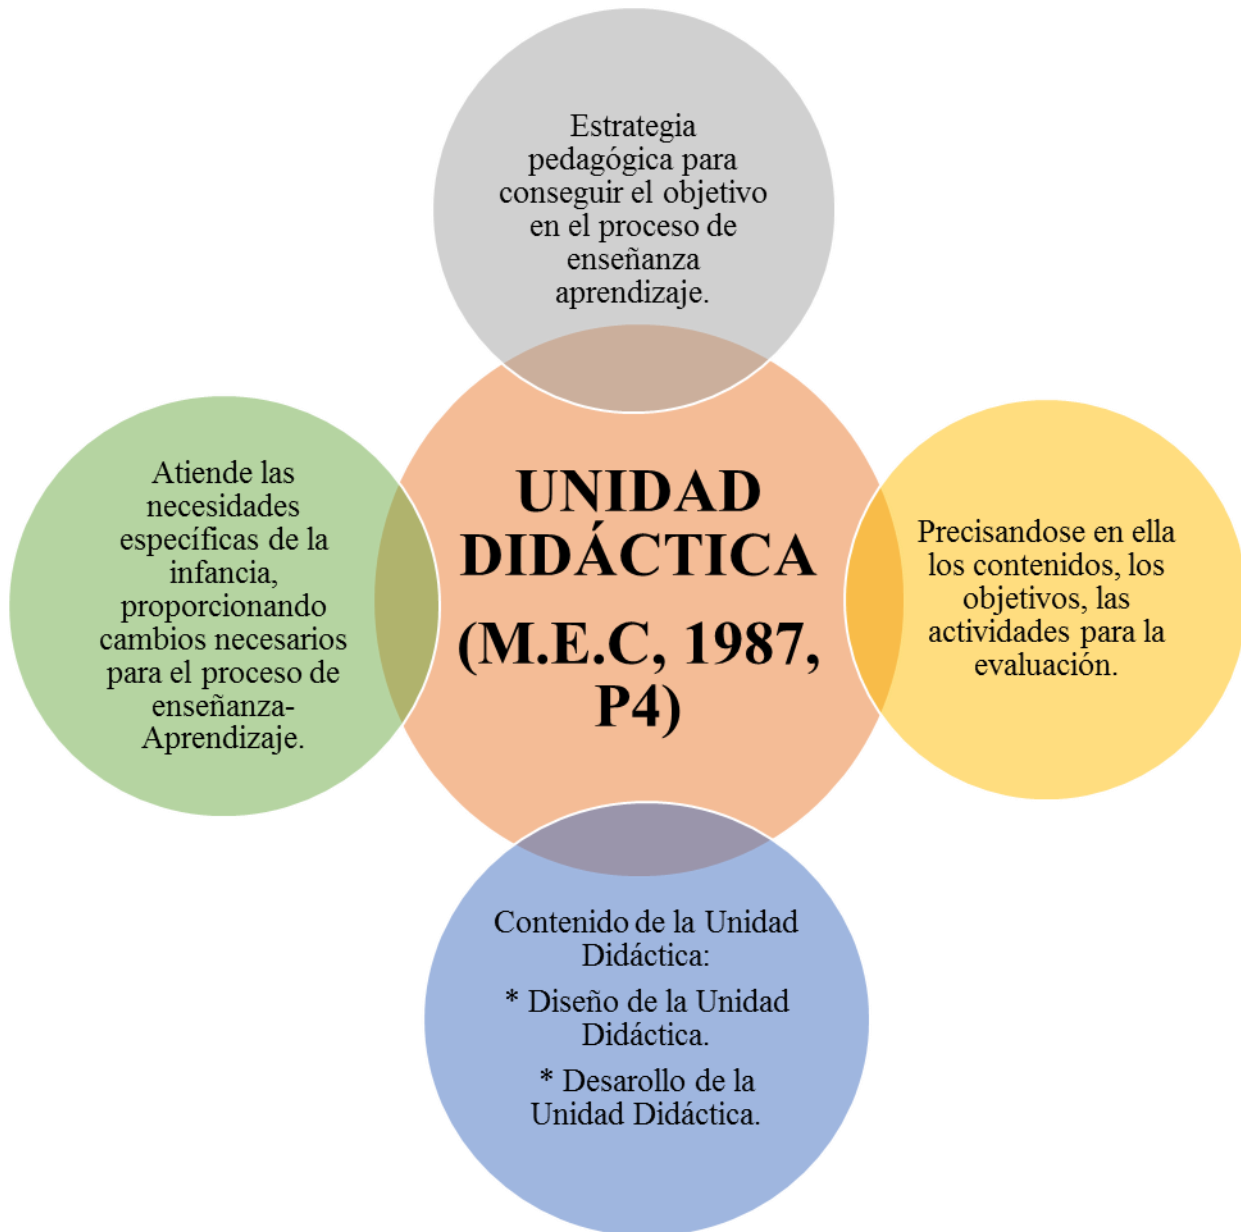 Estrategia
pedagógica para
conseguir el objetivo
en el proceso de
enseñanza
aprendizaje.
Atiende las
necesidades
específicas de la
infancia,
proporcionando
cambios necesarios
para el proceso de
enseñanza-
Aprendizaje.
UNIDAD
DIDÁCTICA
(M.E.C, 1987,
P4)
Precisandose en ella
los contenidos, los
objetivos, las
actividades para la
evaluación.
Contenido de la Unidad
Didáctica:
* Diseño de la Unidad
Didáctica.
* Desarollo de la
Unidad Didáctica.